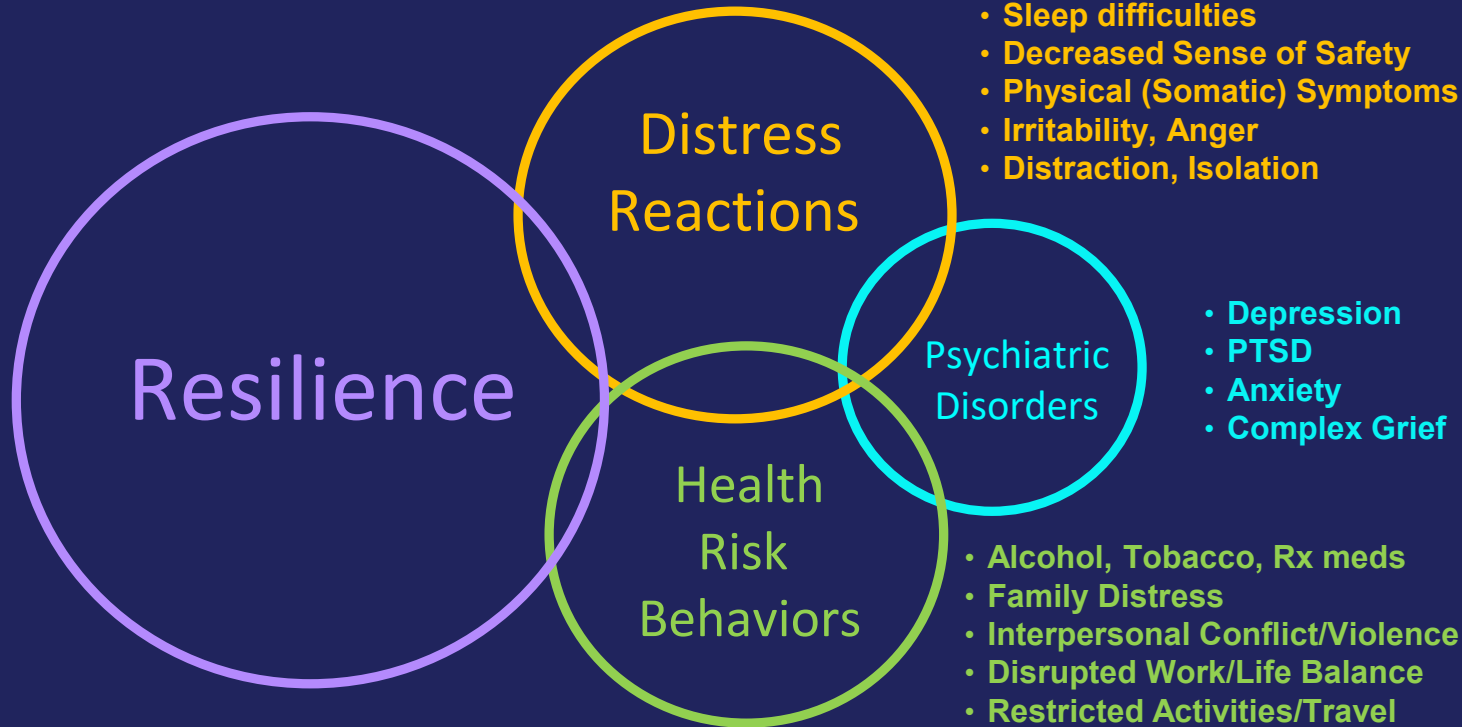 Resilience
Distress
Reactions
• Sleep difficulties
• Decreased Sense of Safety
• Physical (Somatic) Symptoms
• Irritability, Anger
• Distraction, Isolation
Psychiatric
Disorders
• Depression
• PTSD
• Anxiety
• Complex Grief
Health
Risk
Behaviors
• Alcohol, Tobacco, Rx meds
• Family Distress
• Interpersonal Conflict/Violence
• Disrupted Work/Life Balance
• Restricted Activities/Travel